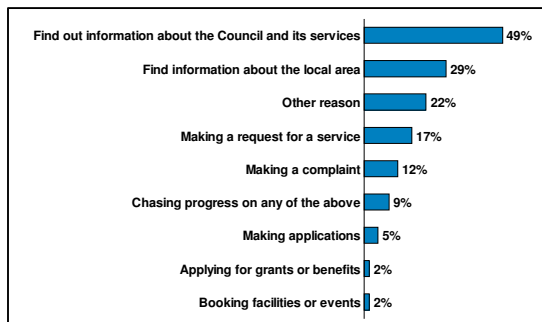 Find out information about the Council and its services 49%
Find information about the local area 29%
Other reason 22%
Making a request for a service 17%
Making a complaint 12%
Chasing progress on any of the above 9%
Making applications 5%
Applying for grants or benefits 2%
Booking facilities or events 2%